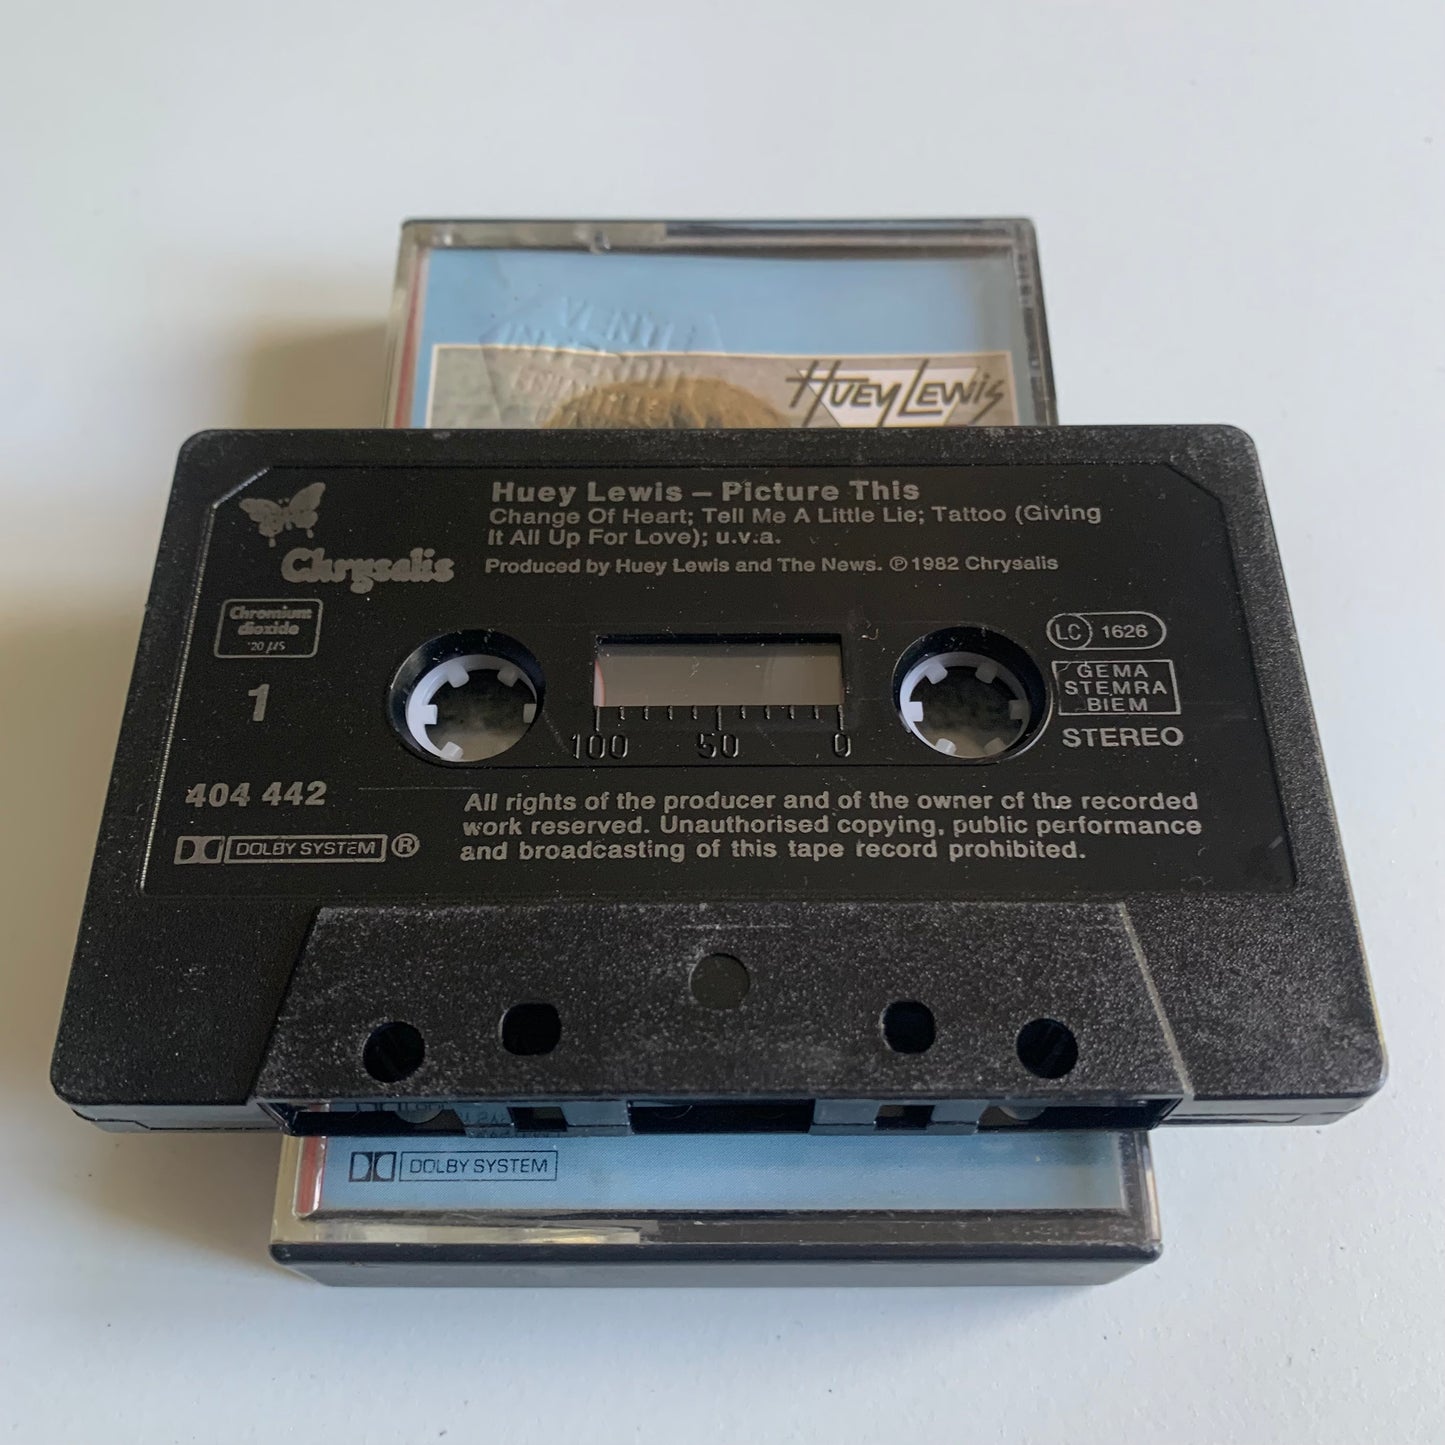 VENTE
INTERDITE
HUEY LEWIS
Huey Lewis – Picture This
Change Of Heart; Tell Me A Little Lie; Tattoo (Giving
It All Up For Love); u.v.a.
Produced by Huey Lewis and The News. ℗ 1982 Chrysalis
Chrysalis
Chromium
dioxide
LC 1626
GEMA
STEMRA
BIEM
STEREO
1
100 50 0
404 442
DOLBY SYSTEM ®
All rights of the producer and of the owner of the recorded
work reserved. Unauthorised copying, public performance
and broadcasting of this tape record prohibited.
DOLBY SYSTEM